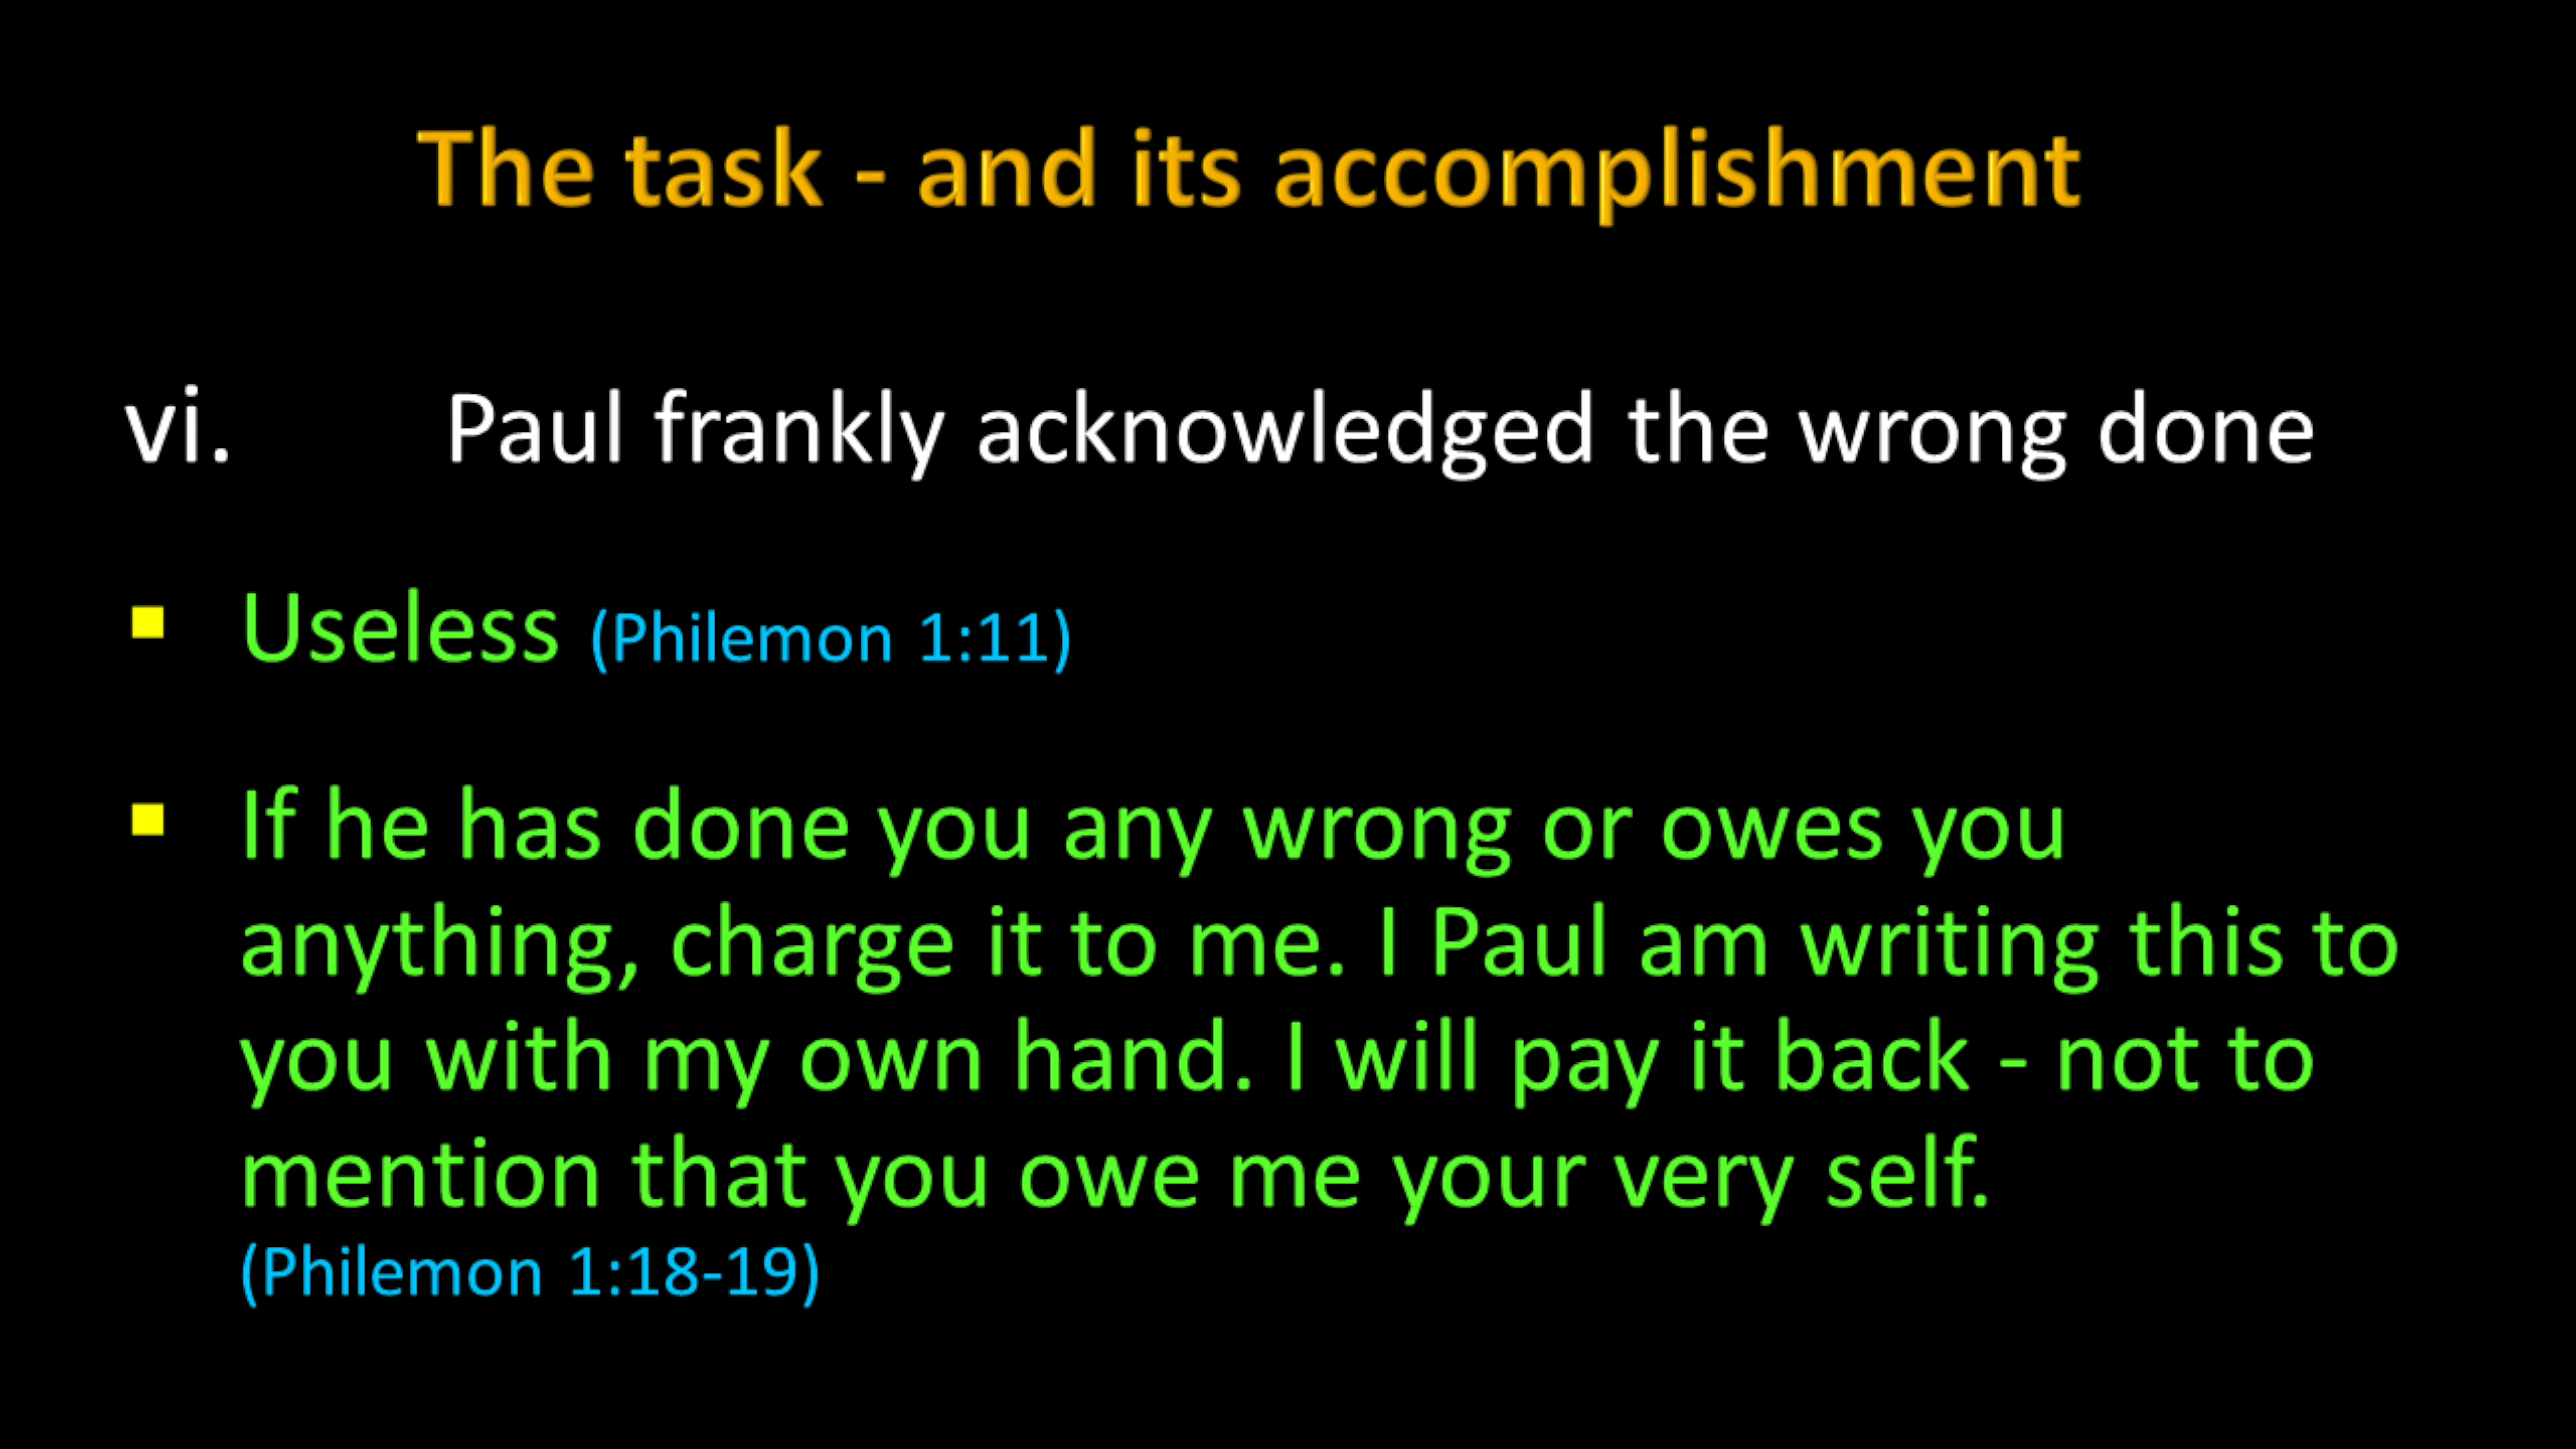 The task - and its accomplishment
vi. Paul frankly acknowledged the wrong done
▪ Useless (Philemon 1:11)
▪ If he has done you any wrong or owes you
anything, charge it to me. I Paul am writing this to
you with my own hand. I will pay it back - not to
mention that you owe me your very self.
(Philemon 1:18-19)